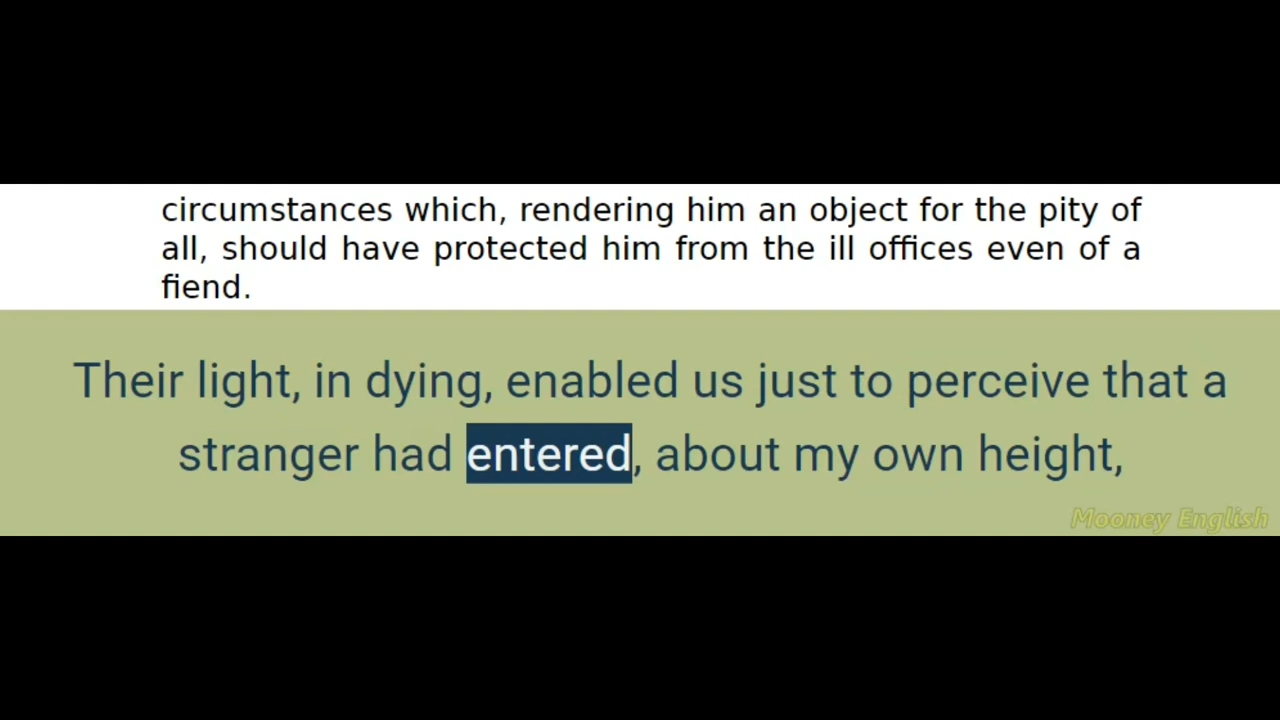 circumstances which, rendering him an object for the pity of
all, should have protected him from the ill offices even of a
fiend.
Their light, in dying, enabled us just to perceive that a
stranger had entered, about my own height,
Mooney English